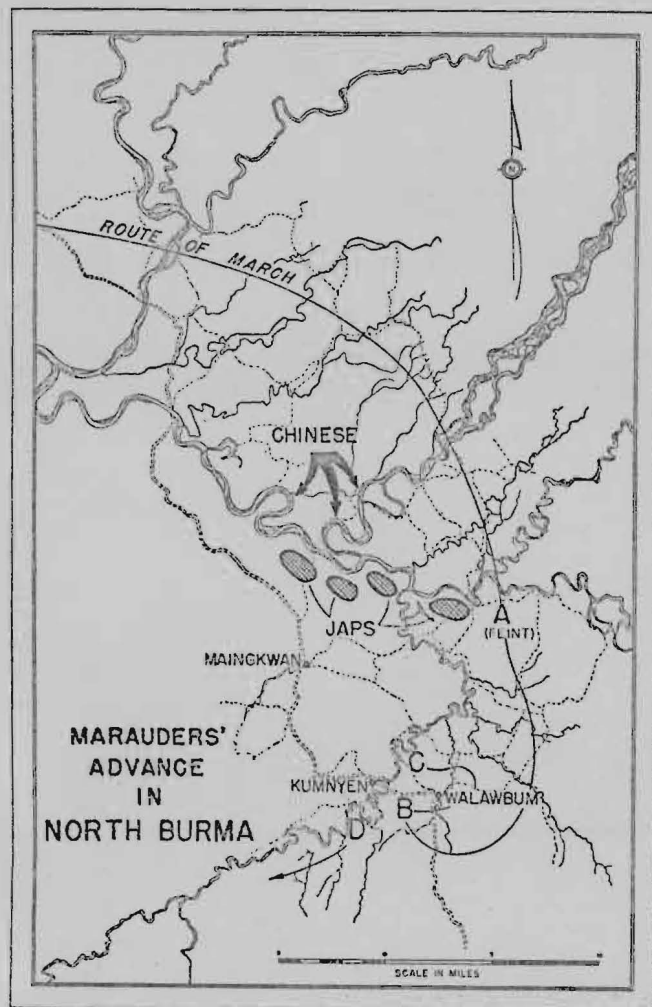 N
ROUTE OF MARCH
CHINESE
JAPS
A
(FLINT)
MAINGKWAN
MARAUDERS'
ADVANCE
IN
NORTH BURMA
C
KUMNYEN
WALAWBUM
B
D
SCALE IN MILES